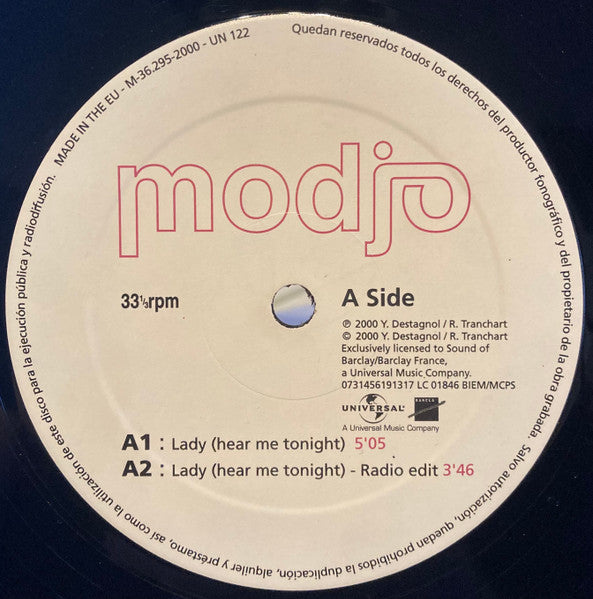 MADE IN THE EU - M-36.295-2000 - UN 122
Quedan reservados todos los derechos del productor fonográfico y del propietario de la obra grabada. Salvo autorización, quedan prohibidos la duplicación, alquiler y préstamo, así como la utilización de este disco para la ejecución pública y radiodifusión.
modjo
33⅓rpm
A Side
℗ 2000 Y. Destagnol / R. Tranchart
© 2000 Y. Destagnol / R. Tranchart
Exclusively licensed to Sound of
Barclay/Barclay France,
a Universal Music Company.
0731456191317 LC 01846 BIEM/MCPS
UNIVERSAL
BARCLAY
A Universal Music Company
A1 : Lady (hear me tonight) 5'05
A2 : Lady (hear me tonight) - Radio edit 3'46